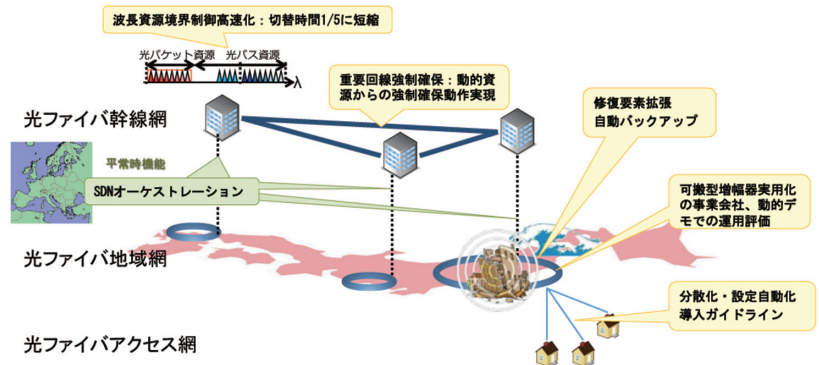 波長資源境界制御高速化：切替時間1/5に短縮
光パケット資源 光パス資源
λ
重要回線強制確保：動的資
源からの強制確保動作実現
修復要素拡張
自動バックアップ
光ファイバ幹線網
平常時機能
SDNオーケストレーション
可搬型増幅器実用化
の事業会社、動的デ
モでの運用評価
光ファイバ地域網
分散化・設定自動化
導入ガイドライン
光ファイバアクセス網